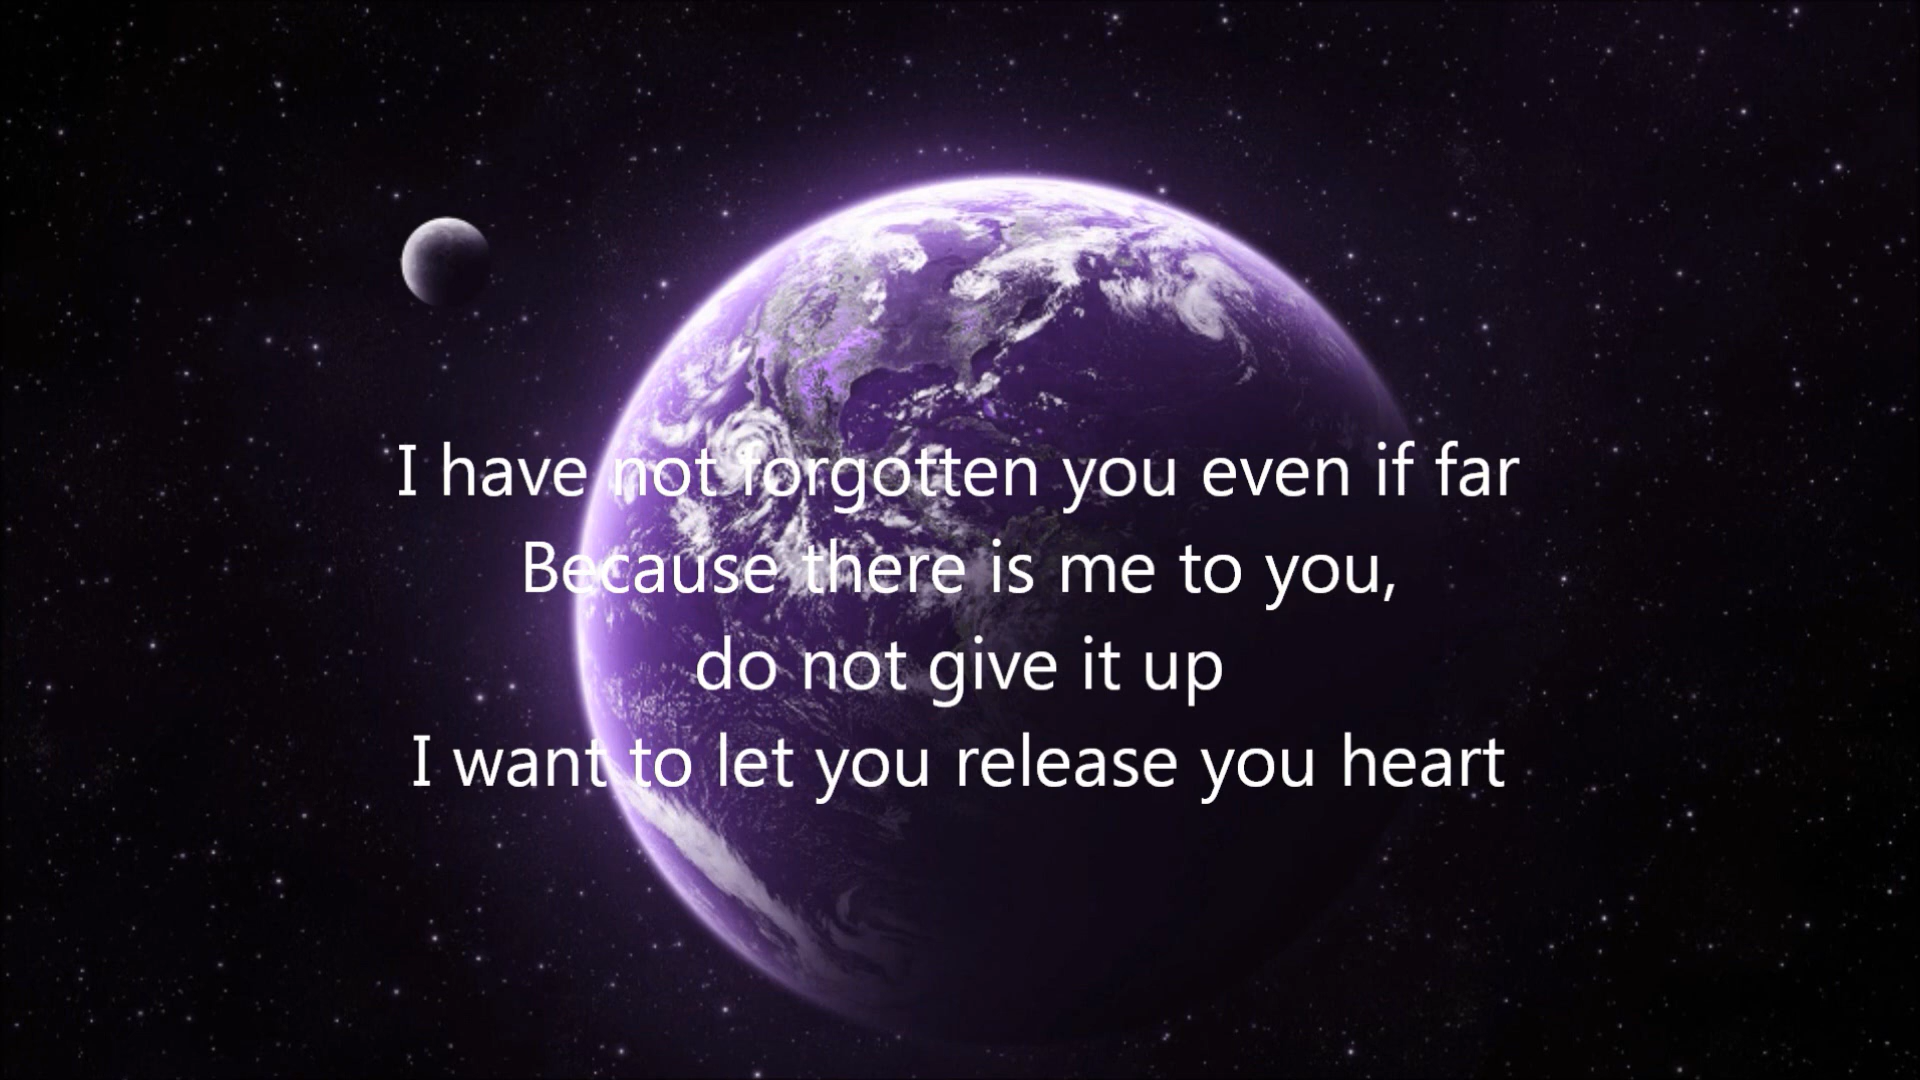 I have not forgotten you even if far
Because there is me to you,
do not give it up
I want to let you release you heart